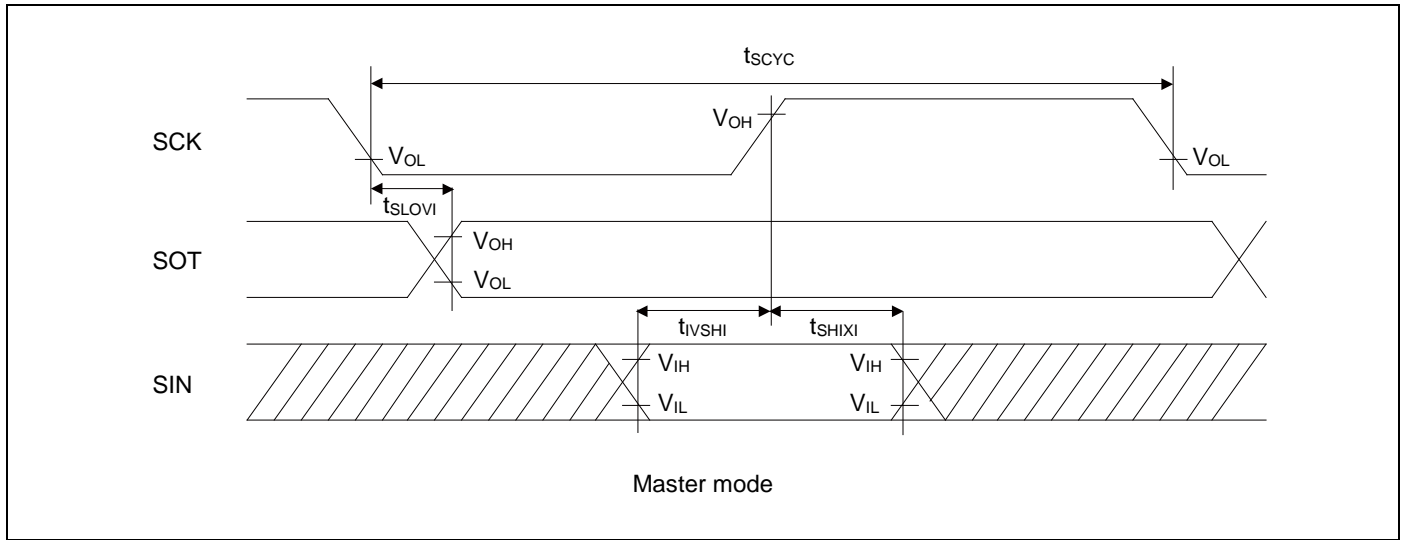 tSCYC
SCK
VOH
VOL
VOL
tSLOVI
SOT
VOH
VOL
tIVSHI
tSHIXI
SIN
VIH
VIH
VIL
VIL
Master mode